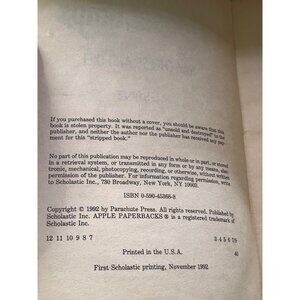 If you purchased this book without a cover, you should be aware that this
book is stolen property. It was reported as "unsold and destroyed" to the
publisher, and neither the author nor the publisher has received any pay-
ment for this "stripped book."
No part of this publication may be reproduced in whole or in part, or stored
in a retrieval system, or transmitted in any form or by any means, elec-
tronic, mechanical, photocopying, recording, or otherwise, without written
permission of the publisher. For information regarding permission, write
to Scholastic Inc., 730 Broadway, New York, NY 10003.
ISBN 0-590-45368-8
Copyright © 1992 by Parachute Press. All rights reserved. Published by
Scholastic Inc. APPLE PAPERBACKS ® is a registered trademark of
Scholastic Inc.
12 11 10 9 8 7 3 4 5 6 7/9
Printed in the U.S.A. 40
First Scholastic printing, November 1992